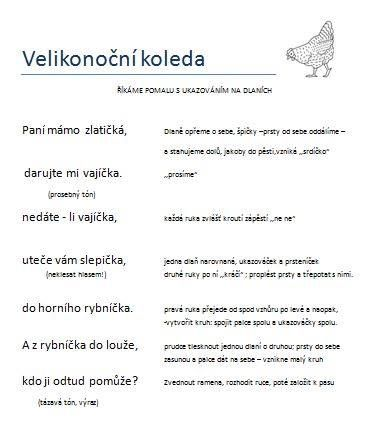 Velikonoční koleda
ŘÍKÁME POMALU S UKAZOVÁNÍM NA DLANÍCH
Paní mámo zlatičká,
Dlaně opřeme o sebe, špičky –prsty od sebe oddálíme –
a stahujeme dolů, jakoby do pěsti,vzniká „srdíčko"
darujte mi vajíčka.
„prosíme"
(prosebný tón)
nedáte - li vajíčka,
každá ruka zvlášť kroutí zápěstí „ne ne"
uteče vám slepička,
jedna dlaň narovnaná, ukazováček a prsteníček
(neklesat hlasem!)
druhé ruky po ní „kráčí" ; proplést prsty a třepotat s nimi.
do horního rybníčka.
pravá ruka přejede od spod vzhůru po levé a naopak,
-vytvořit kruh: spojit palce spolu a ukazováčky spolu.
A z rybníčka do louže,
prudce tlesknout jednou dlaní o druhou; prsty do sebe
zasunou a palce dát na sebe – vznikne malý kruh
kdo ji odtud pomůže?
Zvednout ramena, rozhodit ruce, poté založit k pasu
(tázavá tón, výraz)